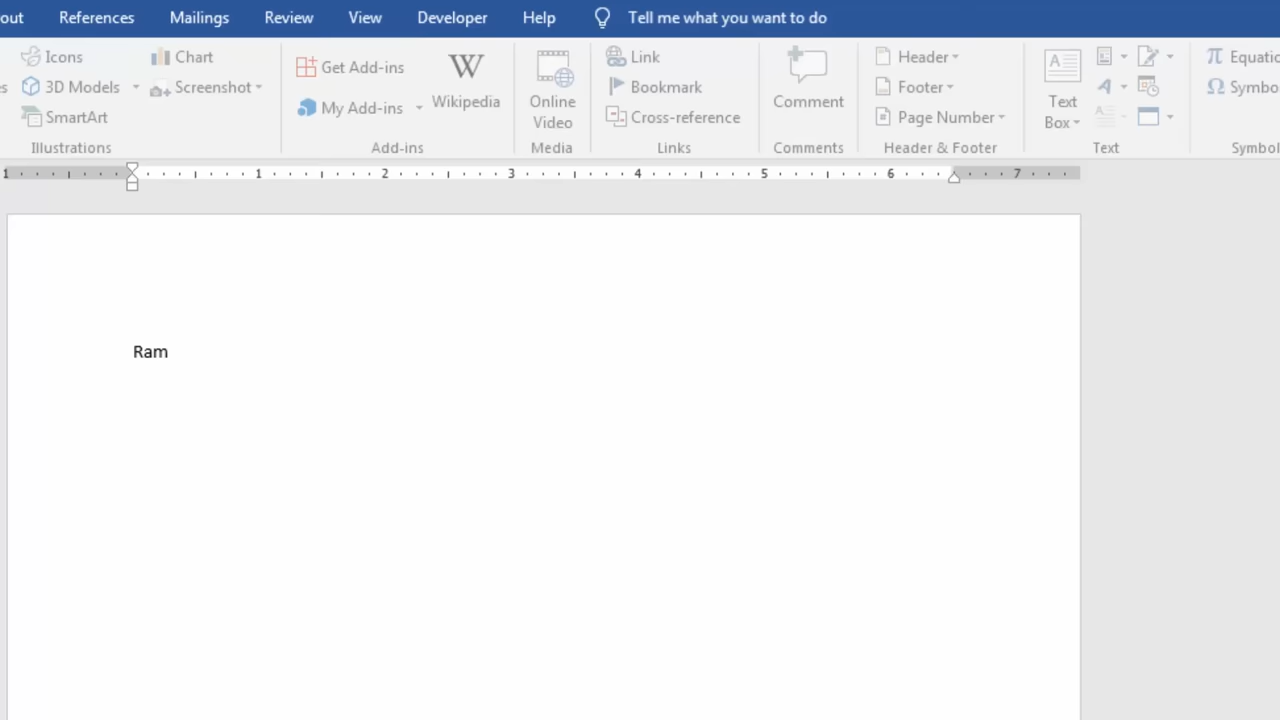 out References Mailings Review View Developer Help Tell me what you want to do
Icons Chart
Get Add-ins
W
Wikipedia
Online Video
Link
Comment
Header
Text Box
3D Models Screenshot
My Add-ins
Bookmark
Footer
SmartArt
Cross-reference
Page Number
Illustrations Add-ins Media Links Comments Header & Footer Text
1 1 2 3 4 5 6 7
Ram